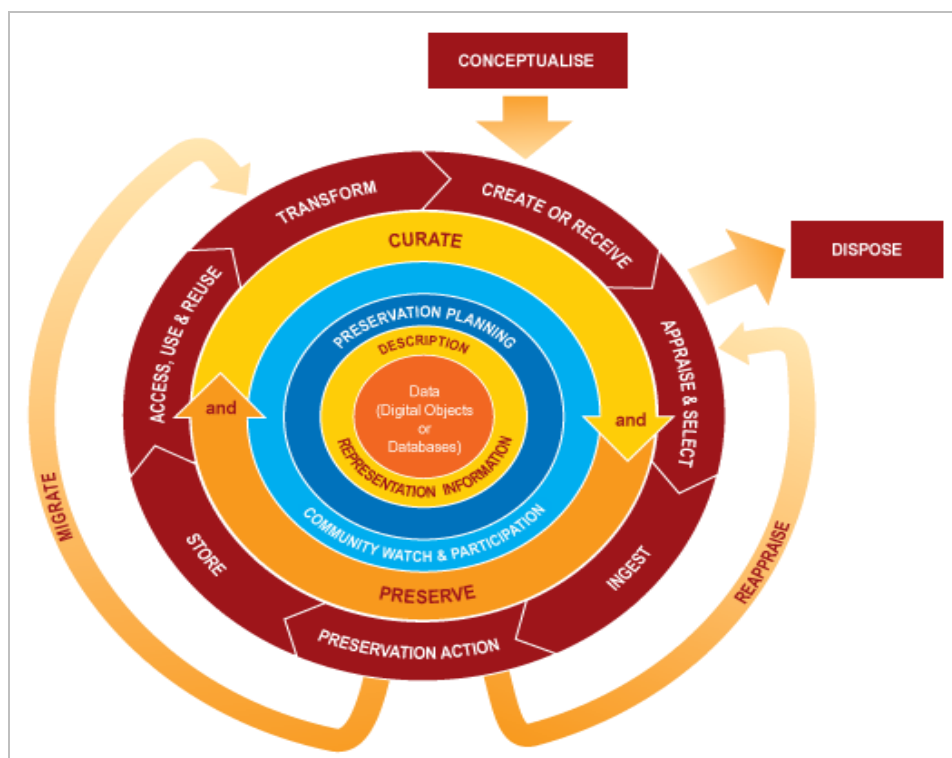 CONCEPTUALISE
TRANSFORM
CREATE OR RECEIVE
DISPOSE
CURATE
ACCESS, USE & REUSE
PRESERVATION PLANNING
DESCRIPTION
APPRAISE & SELECT
Data
(Digital Objects
or
Databases)
and
and
REPRESENTATION INFORMATION
MIGRATE
COMMUNITY WATCH & PARTICIPATION
STORE
INGEST
REAPPRAISE
PRESERVE
PRESERVATION ACTION